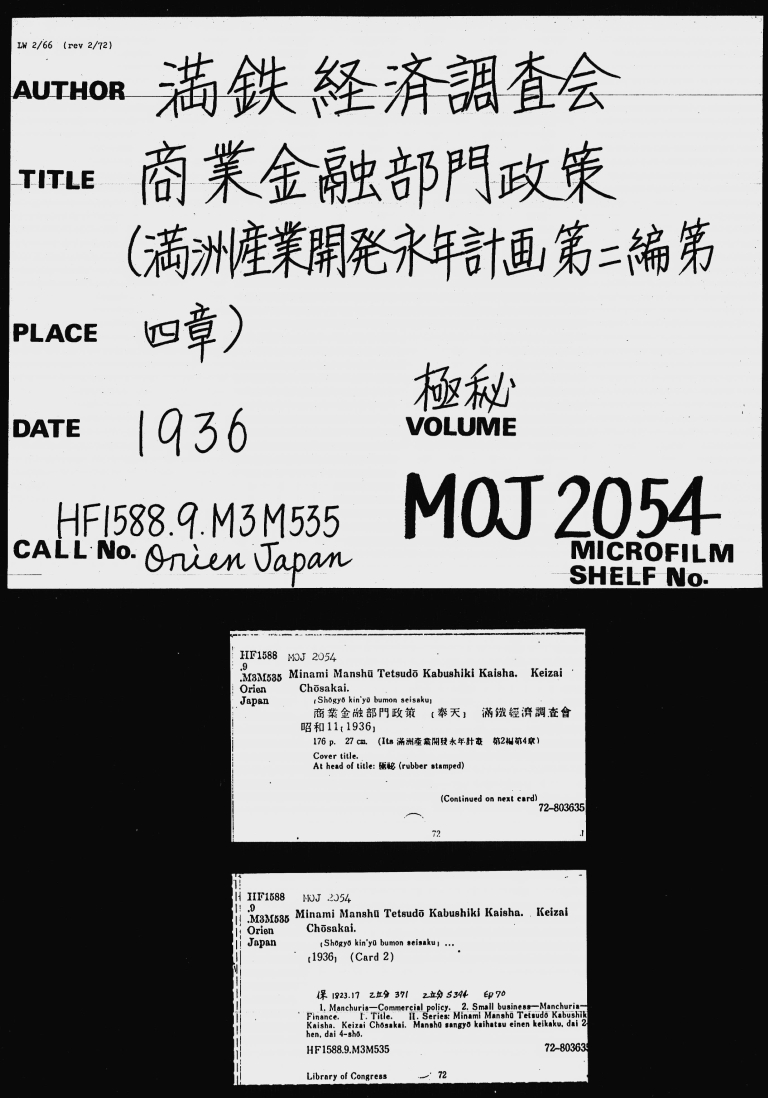 LW 2/66 (rev 2/72)
AUTHOR 満鉄経済調査会
TITLE 商業金融部門政策
(満洲産業開発永年計画第二編第
PLACE 四章)
極秘
DATE 1936 VOLUME
HF1588.9.M3M535 MOJ 2054
CALL No. Orien Japan MICROFILM
SHELF No.
HF1588 MOJ 2054
.9
.M3M535 Minami Manshū Tetsudō Kabushiki Kaisha. Keizai
Orien Chōsakai.
Japan [Shōgyō kin'yū bumon seisaku]
商業金融部門政策 [奉天] 滿鐵經濟調査會
昭和11[1936]
176 p. 27 cm. (Its 滿洲產業開發永年計畫 第2編第4章)
Cover title.
At head of title: 極祕 (rubber stamped)
(Continued on next card)
72-803635
72 J
HF1588 MOJ 2054
.9
.M3M535 Minami Manshū Tetsudō Kabushiki Kaisha. Keizai
Orien Chōsakai.
Japan [Shōgyō kin'yū bumon seisaku] ...
[1936] (Card 2)
1823.17 371 5394 70
1. Manchuria—Commercial policy. 2. Small business—Manchuria—
Finance. I. Title. II. Series: Minami Manshū Tetsudō Kabushik
Kaisha. Keizai Chōsakai. Manshū sangyō kaihatsu einen keikaku, dai 2-
hen, dai 4-shō.
HF1588.9.M3M535 72-80363
Library of Congress 72